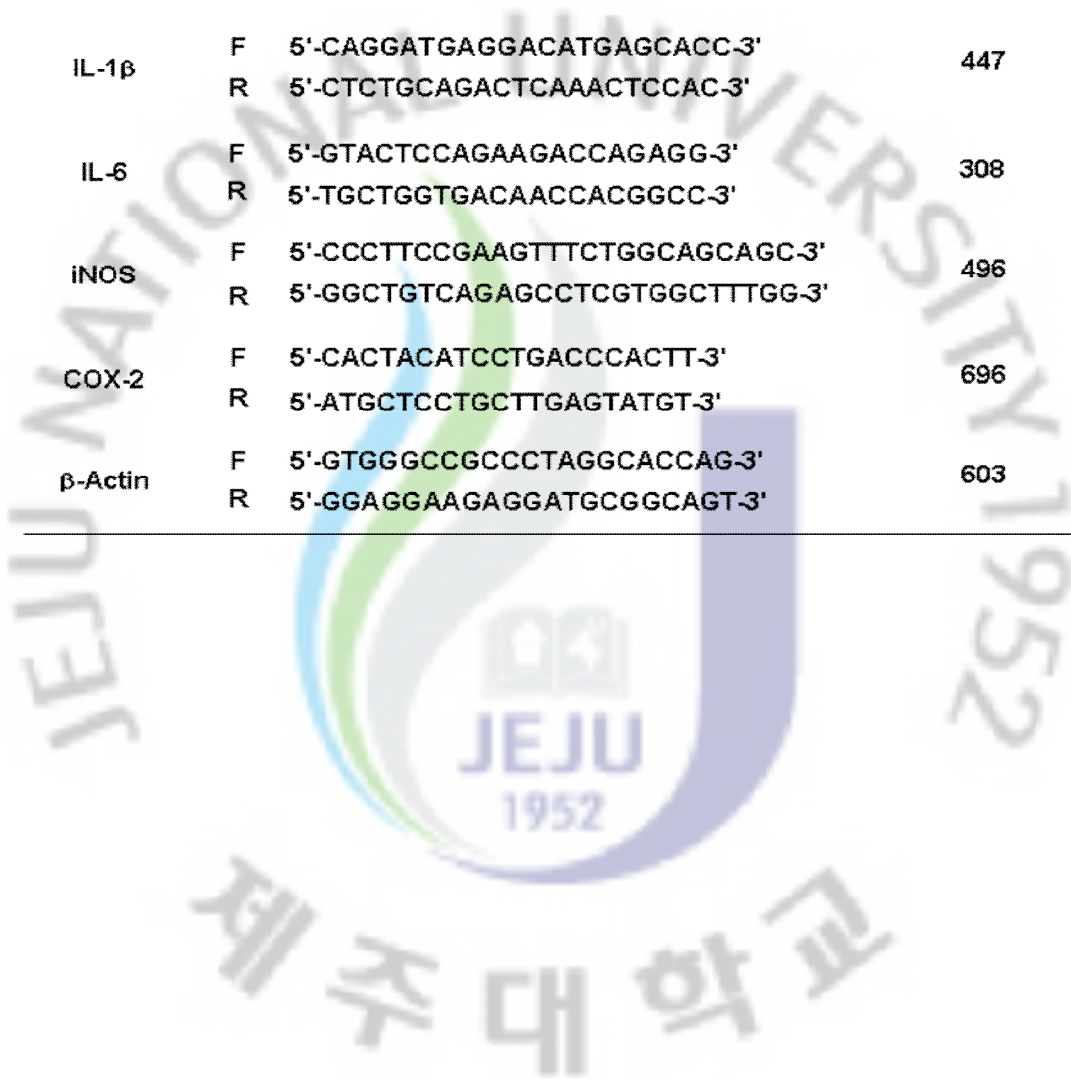 IL-1β F 5'-CAGGATGAGGACATGAGCACC-3' 447
R 5'-CTCTGCAGACTCAAACTCCAC-3'
IL-6 F 5'-GTACTCCAGAAGACCAGAGG-3' 308
R 5'-TGCTGGTGACAACCACGGCC-3'
iNOS F 5'-CCCTTCCGAAGTTTCTGGCAGCAGC-3' 496
R 5'-GGCTGTCAGAGCCTCGTGGCTTTGG-3'
COX-2 F 5'-CACTACATCCTGACCCACTT-3' 696
R 5'-ATGCTCCTGCTTGAGTATGT-3'
β-Actin F 5'-GTGGGCCGCCCTAGGCACCAG-3' 603
R 5'-GGAGGAAGAGGATGCGGCAGT-3'
JEJU NATIONAL UNIVERSITY 1952
JEJU
1952
제주대학교